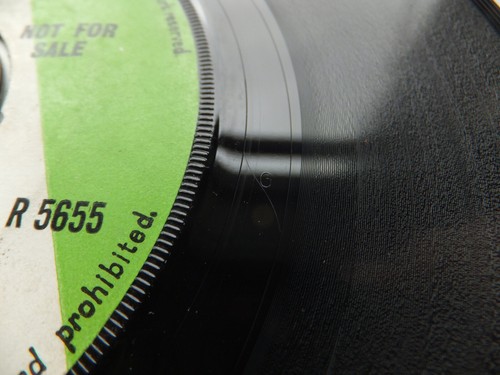 NOT FOR
SALE
R 5655
prohibited.
G